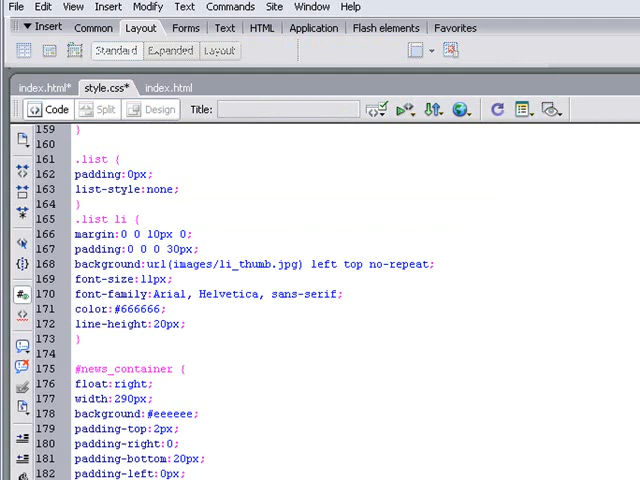 File Edit View Insert Modify Text Commands Site Window Help
Insert Common Layout Forms Text HTML Application Flash elements Favorites
Standard Expanded Layout
index.html* style.css* index.html
Code Split Design Title:
159 }
160
161 .list {
162 padding:0px;
163 list-style:none;
164 }
165 .list li {
166 margin:0 0 10px 0;
167 padding:0 0 0 30px;
168 background:url(images/li_thumb.jpg) left top no-repeat;
169 font-size:11px;
170 font-family:Arial, Helvetica, sans-serif;
171 color:#666666;
172 line-height:20px;
173 }
174
175 #news_container {
176 float:right;
177 width:290px;
178 background:#eeeeee;
179 padding-top:2px;
180 padding-right:0;
181 padding-bottom:20px;
182 padding-left:0px;